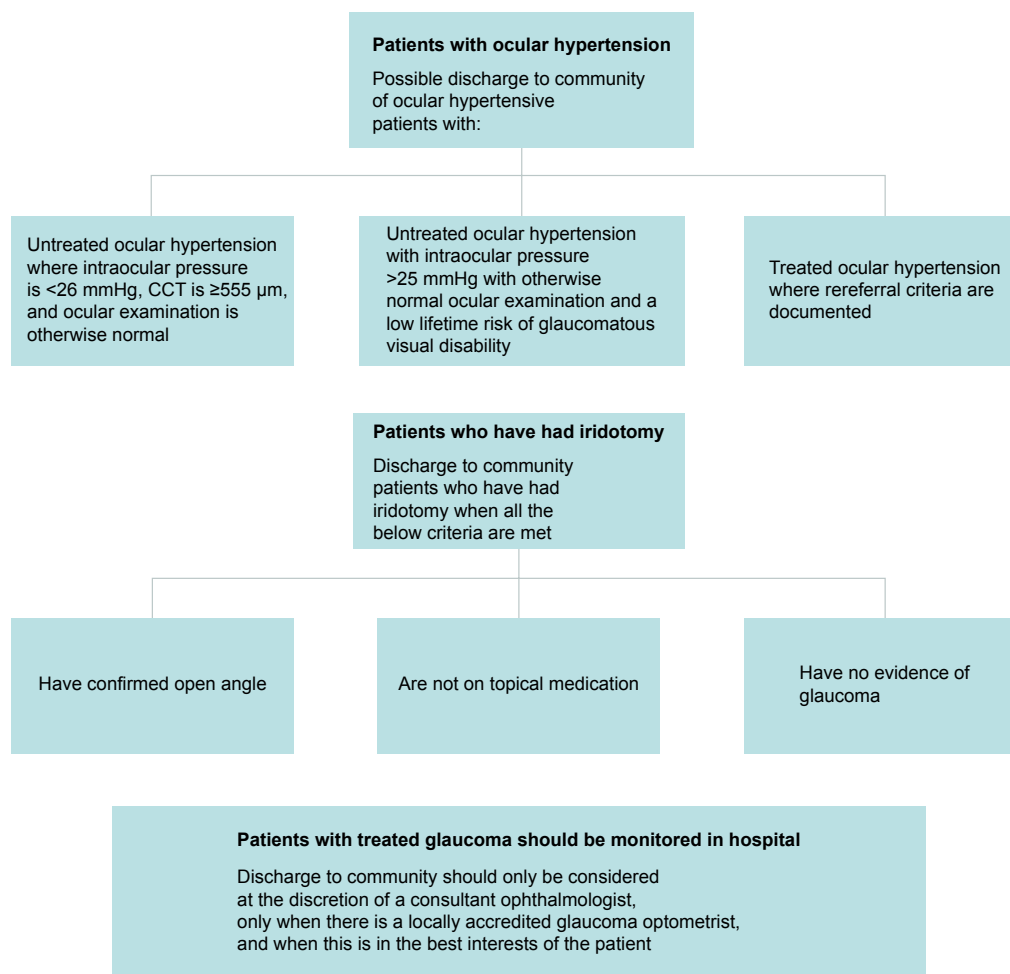 Patients with ocular hypertension
Possible discharge to community
of ocular hypertensive
patients with:
Untreated ocular hypertension
where intraocular pressure
is <26 mmHg, CCT is ≥555 μm,
and ocular examination is
otherwise normal
Untreated ocular hypertension
with intraocular pressure
>25 mmHg with otherwise
normal ocular examination and a
low lifetime risk of glaucomatous
visual disability
Treated ocular hypertension
where rereferral criteria are
documented
Patients who have had iridotomy
Discharge to community
patients who have had
iridotomy when all the
below criteria are met
Have confirmed open angle
Are not on topical medication
Have no evidence of
glaucoma
Patients with treated glaucoma should be monitored in hospital
Discharge to community should only be considered
at the discretion of a consultant ophthalmologist,
only when there is a locally accredited glaucoma optometrist,
and when this is in the best interests of the patient